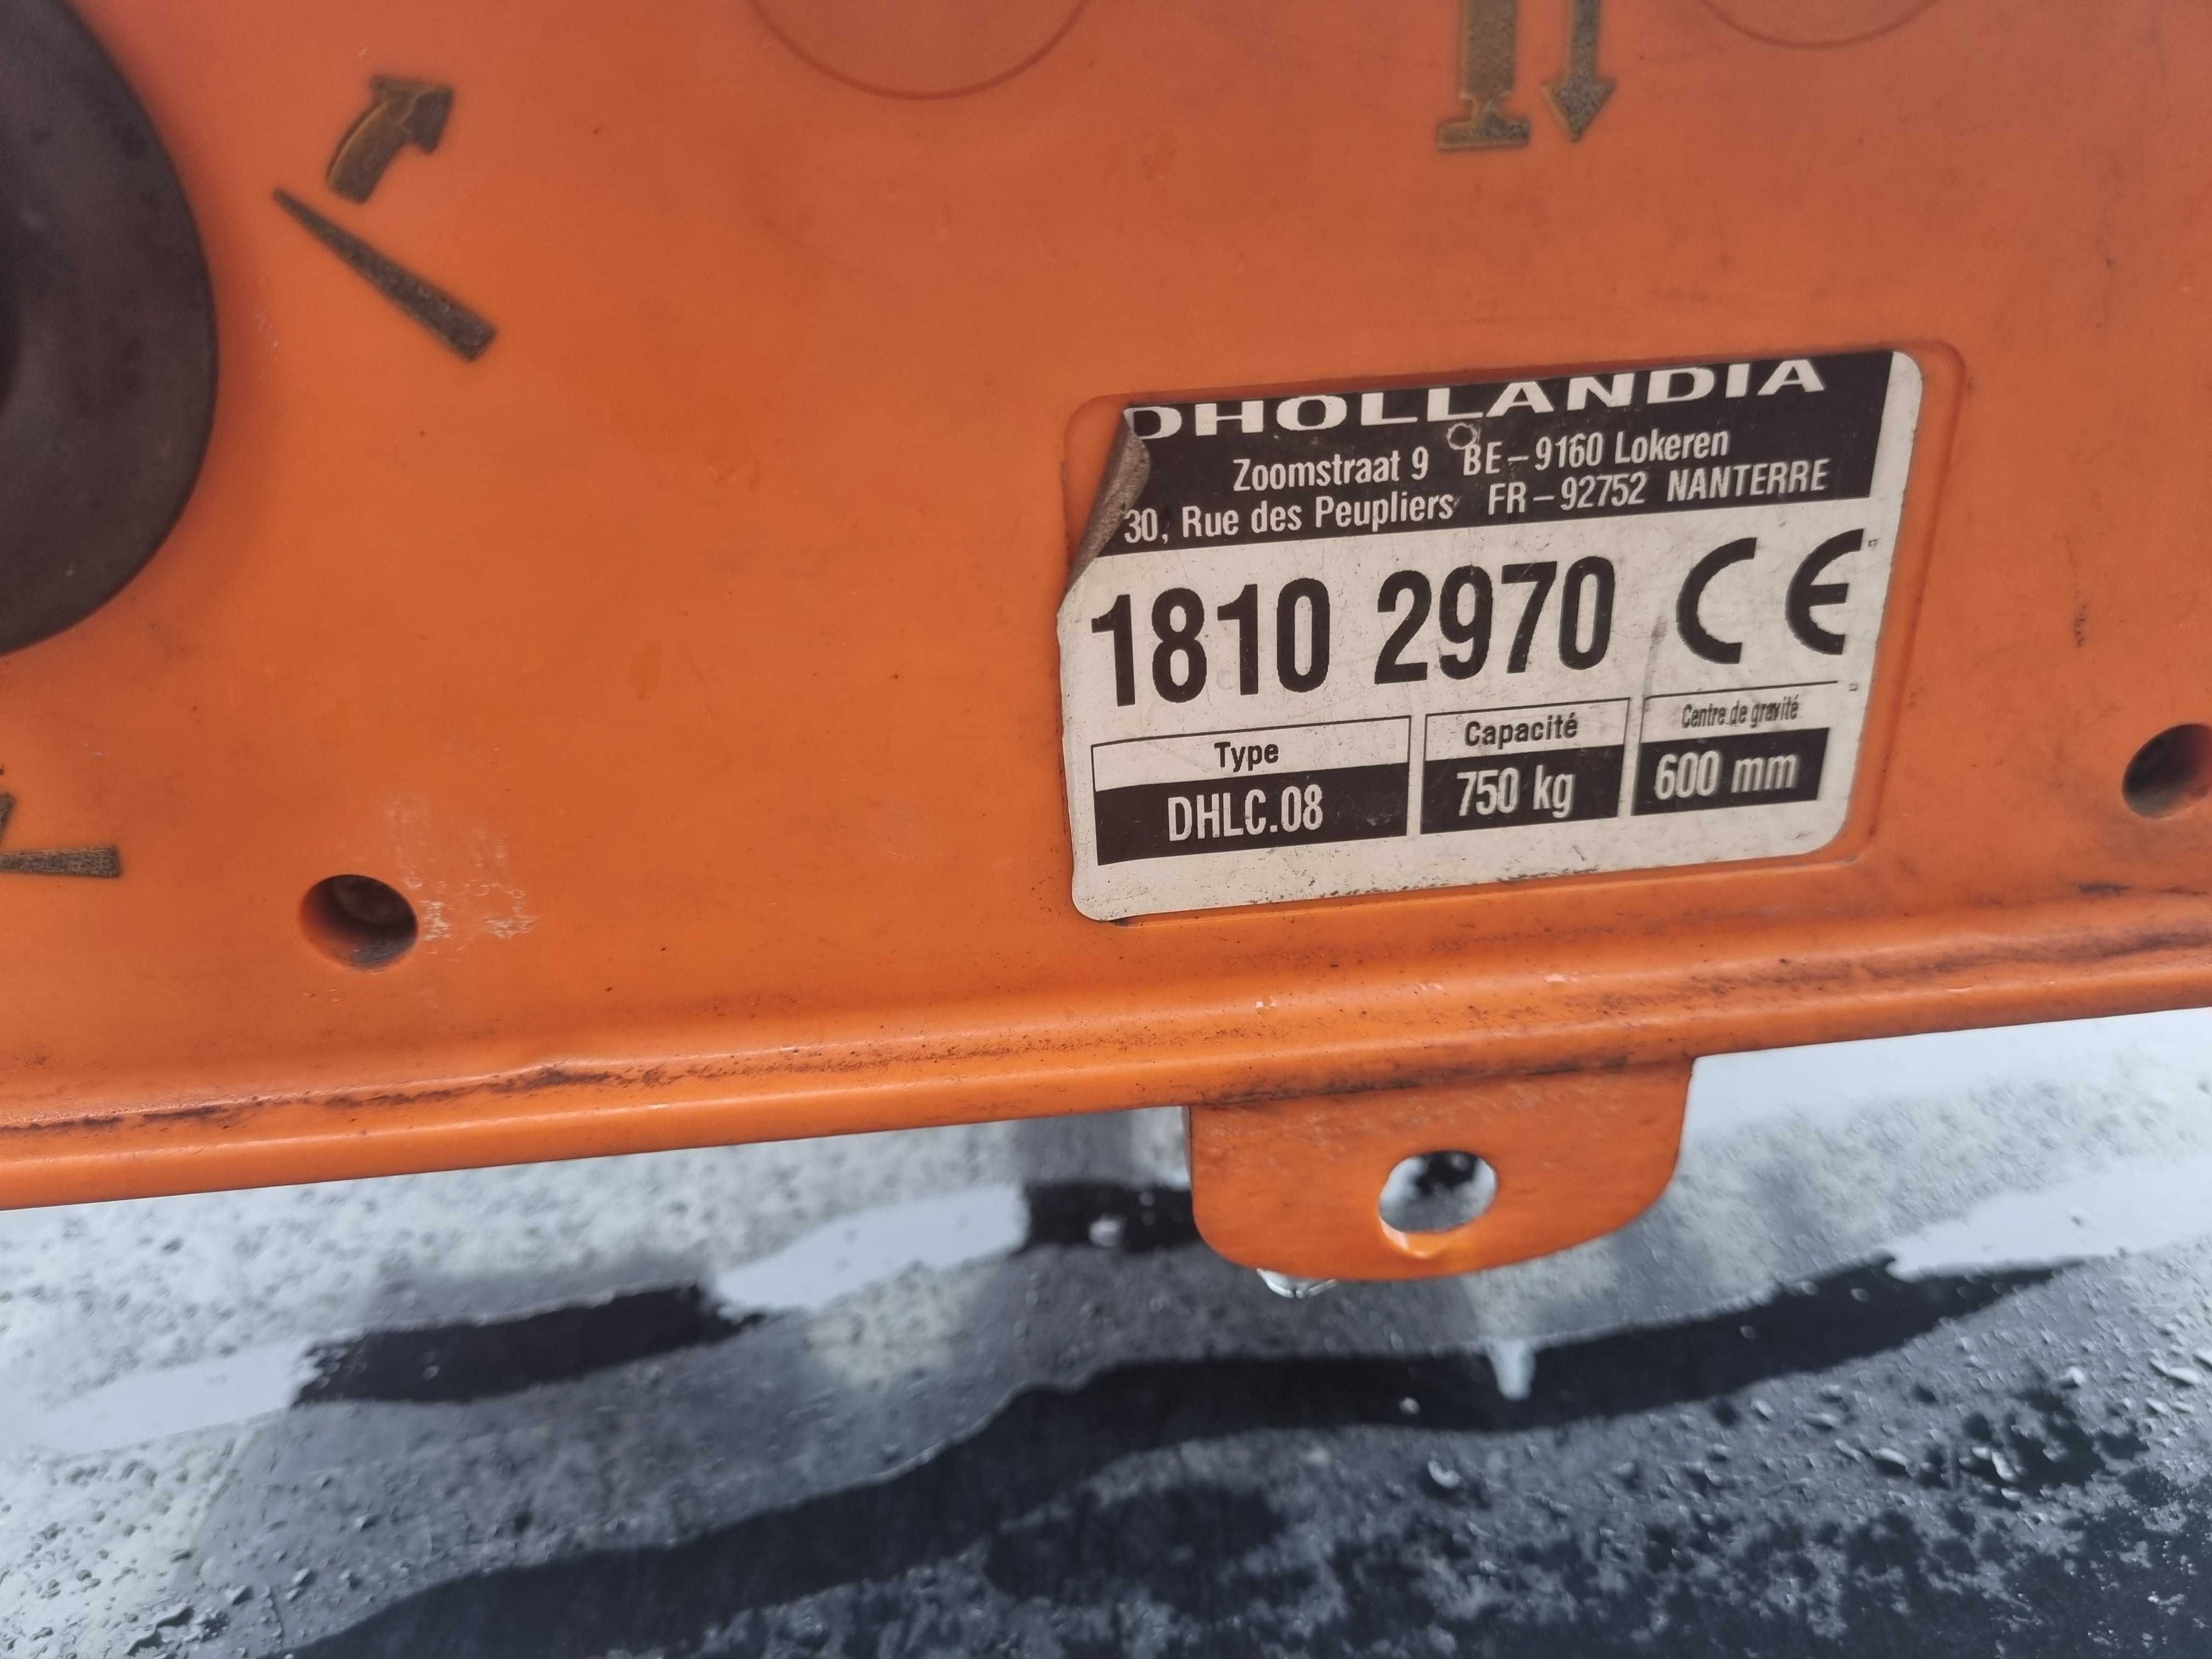 DHOLLANDIA
Zoomstraat 9 BE – 9160 Lokeren
30, Rue des Peupliers FR – 92752 NANTERRE
1810 2970 CE
Type Capacité Centre de gravité
DHLC.08 750 kg 600 mm